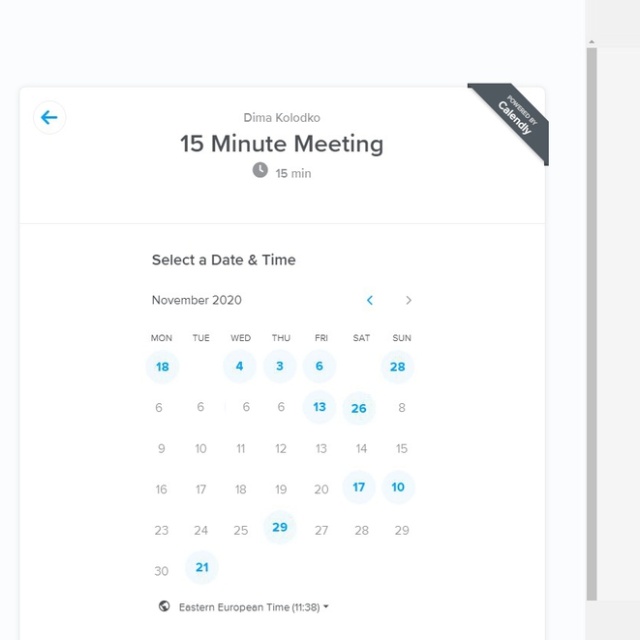 POWERED BY
Calendly
Dima Kolodko
15 Minute Meeting
15 min
Select a Date & Time
November 2020
MON TUE WED THU FRI SAT SUN
18 4 3 6 28
6 6 6 6 13 26 8
9 10 11 12 13 14 15
16 17 18 19 20 17 10
23 24 25 29 27 28 29
30 21
Eastern European Time (11:38)